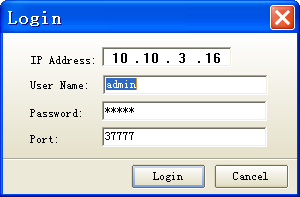 Login
IP Address: 10 .10 . 3 .16
User Name: admin
Password: *****
Port: 37777
Login Cancel